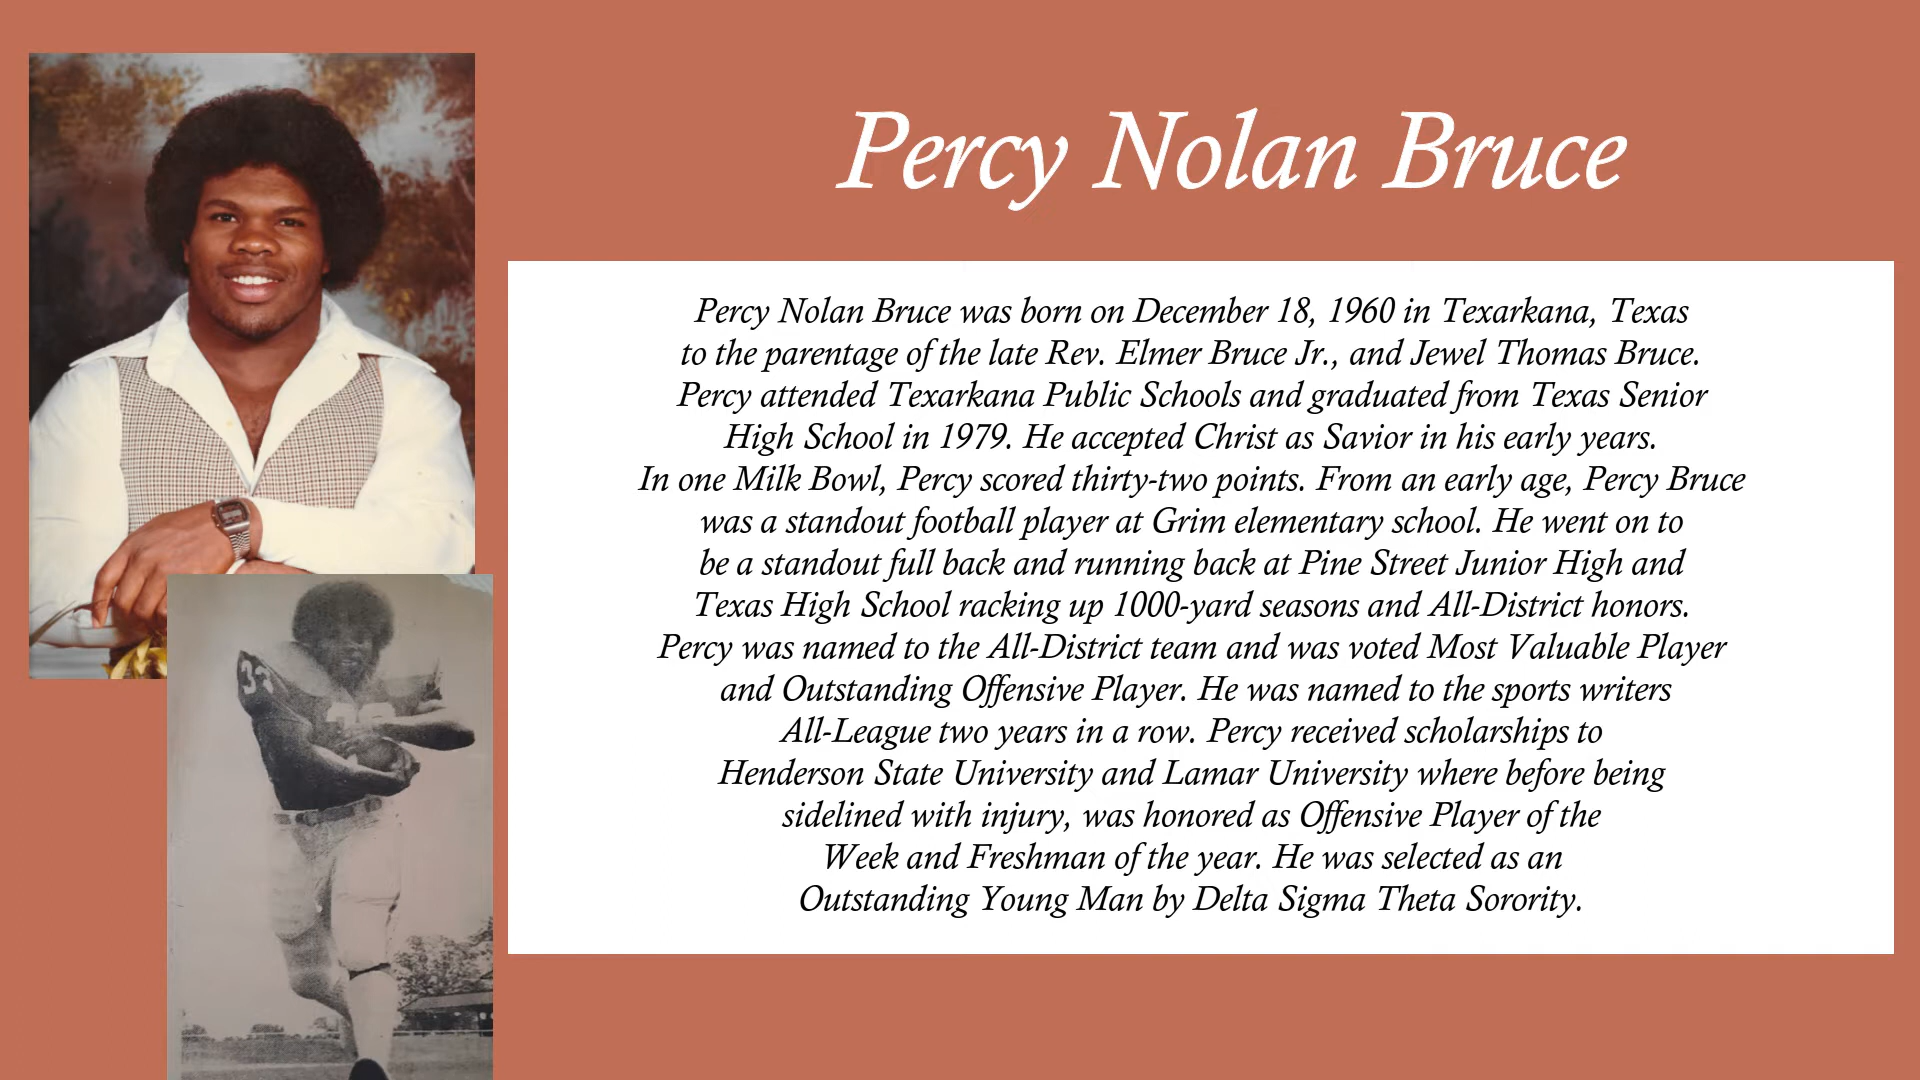 Percy Nolan Bruce
Percy Nolan Bruce was born on December 18, 1960 in Texarkana, Texas
to the parentage of the late Rev. Elmer Bruce Jr., and Jewel Thomas Bruce.
Percy attended Texarkana Public Schools and graduated from Texas Senior
High School in 1979. He accepted Christ as Savior in his early years.
In one Milk Bowl, Percy scored thirty-two points. From an early age, Percy Bruce
was a standout football player at Grim elementary school. He went on to
be a standout full back and running back at Pine Street Junior High and
Texas High School racking up 1000-yard seasons and All-District honors.
Percy was named to the All-District team and was voted Most Valuable Player
and Outstanding Offensive Player. He was named to the sports writers
All-League two years in a row. Percy received scholarships to
Henderson State University and Lamar University where before being
sidelined with injury, was honored as Offensive Player of the
Week and Freshman of the year. He was selected as an
Outstanding Young Man by Delta Sigma Theta Sorority.